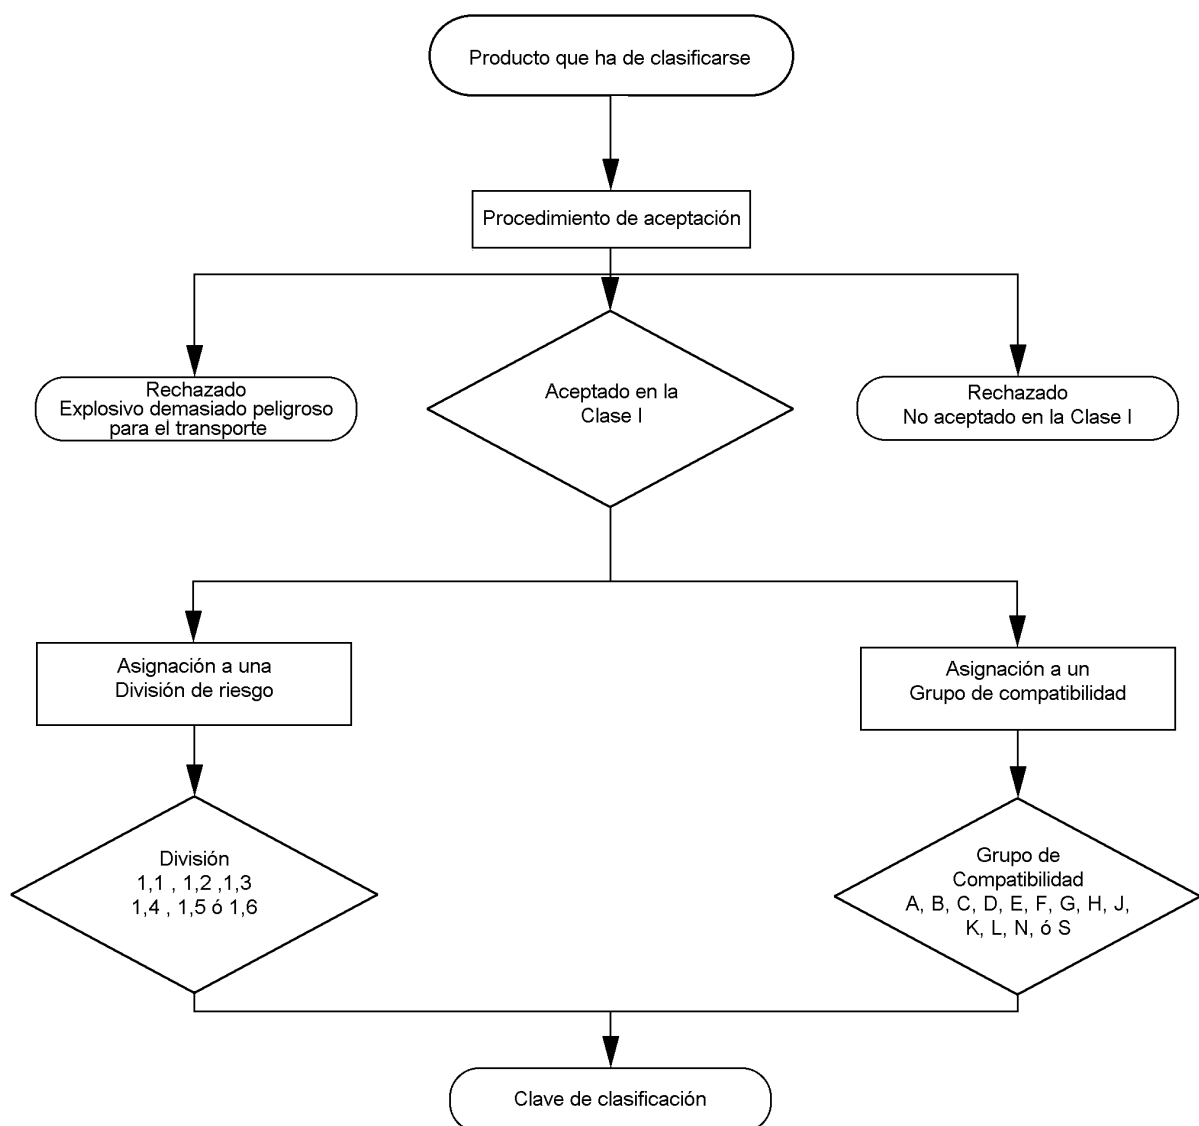 Producto que ha de clasificarse
Procedimiento de aceptación
Rechazado
Explosivo demasiado peligroso
para el transporte
Aceptado en la
Clase I
Rechazado
No aceptado en la Clase I
Asignación a una
División de riesgo
Asignación a un
Grupo de compatibilidad
División
1,1 , 1,2 ,1,3
1,4 , 1,5 ó 1,6
Grupo de
Compatibilidad
A, B, C, D, E, F, G, H, J,
K, L, N, ó S
Clave de clasificación